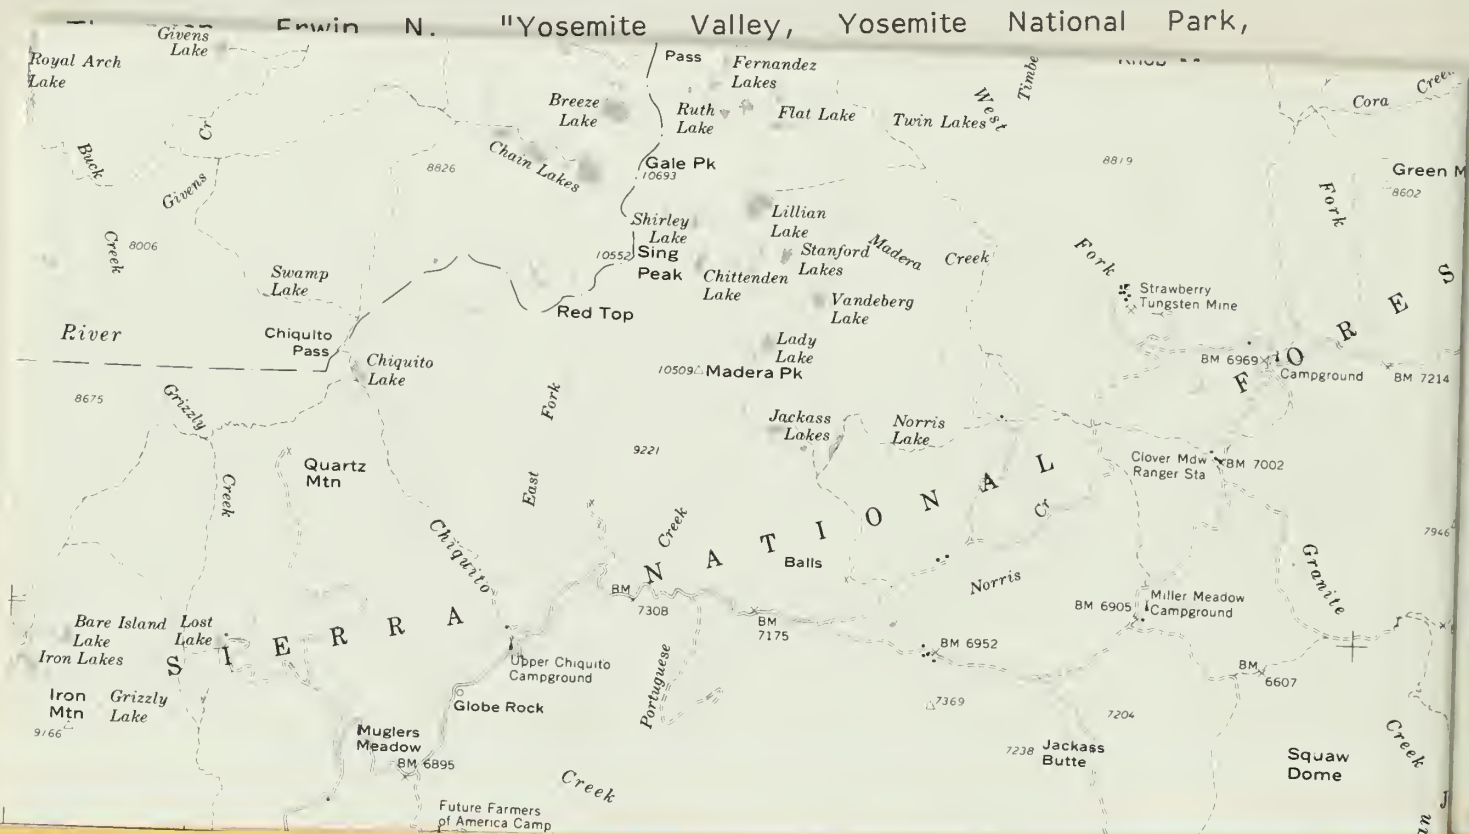 Erwin N. "Yosemite Valley, Yosemite National Park,
Givens
Lake
Royal Arch
Lake
Pass
Fernandez
Lakes
Timbe
West
Cora
Cree
Breeze
Lake
Ruth
Lake
Flat Lake
Twin Lakes
Cr
Buck
Chain Lakes
8826
Gale Pk
10693
8819
Green M
8602
Givens
Fork
Shirley
Lake
Lillian
Lake
Creek
8006
10552
Sing
Peak
Stanford
Lakes
Madera
Creek
Fork
Swamp
Lake
Chittenden
Lake
Strawberry
Tungsten Mine
Red Top
Vandeberg
Lake
River
Chiquito
Pass
Chiquito
Lake
Lady
Lake
BM 6969
Campground
BM 7214
10509
Madera Pk
8675
Grizzly
Fork
Jackass
Lakes
Norris
Lake
9221
Quartz
Mtn
East
Clover Mdw
Ranger Sta
BM 7002
Creek
Cr
7946
Chiquito
Creek
Balls
Granite
Norris
BM
7308
BM
7175
BM 6905
Miller Meadow
Campground
Bare Island
Lake
Lost
Lake
Iron Lakes
SIERRA NATIONAL FORES
BM 6952
Upper Chiquito
Campground
BM
6607
Iron
Mtn
9166
Grizzly
Lake
Globe Rock
Portuguese
7369
7204
Muglers
Meadow
BM 6895
7238
Jackass
Butte
Squaw
Dome
Creek
Creek
Future Farmers
of America Camp
J